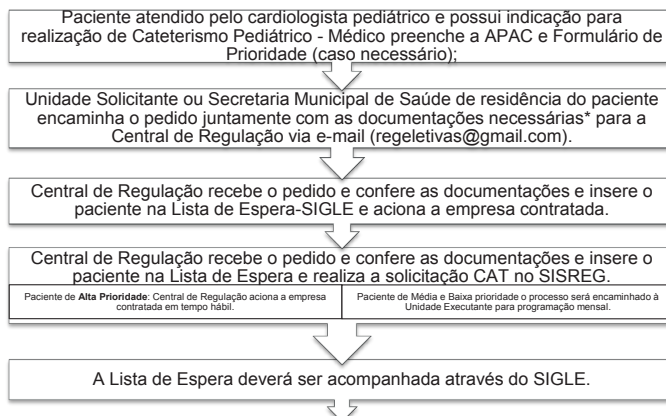 Paciente atendido pelo cardiologista pediátrico e possui indicação para
realização de Cateterismo Pediátrico - Médico preenche a APAC e Formulário de
Prioridade (caso necessário);
Unidade Solicitante ou Secretaria Municipal de Saúde de residência do paciente
encaminha o pedido juntamente com as documentações necessárias* para a
Central de Regulação via e-mail (regeletivas@gmail.com).
Central de Regulação recebe o pedido e confere as documentações e insere o
paciente na Lista de Espera-SIGLE e aciona a empresa contratada.
Central de Regulação recebe o pedido e confere as documentações e insere o
paciente na Lista de Espera e realiza a solicitação CAT no SISREG.
Paciente de Alta Prioridade: Central de Regulação aciona a empresa
contratada em tempo hábil.
Paciente de Média e Baixa prioridade o processo será encaminhado à
Unidade Executante para programação mensal.
A Lista de Espera deverá ser acompanhada através do SIGLE.